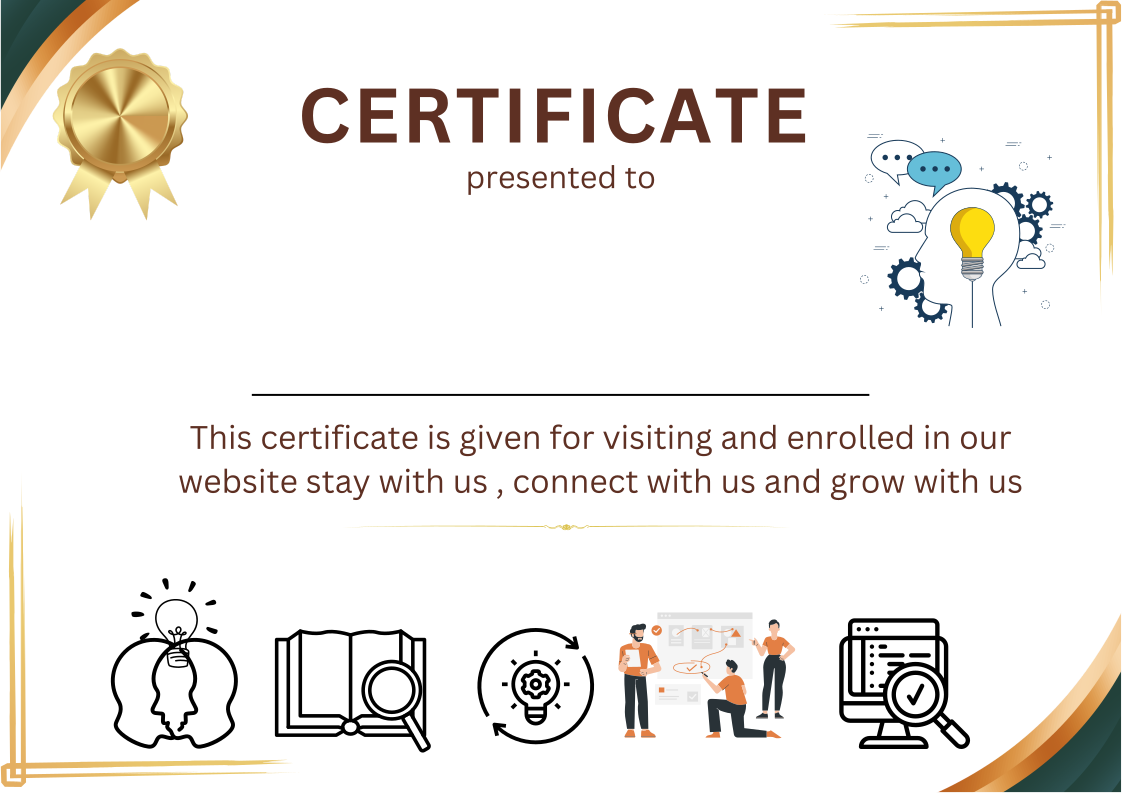 CERTIFICATE
presented to
This certificate is given for visiting and enrolled in our
website stay with us , connect with us and grow with us